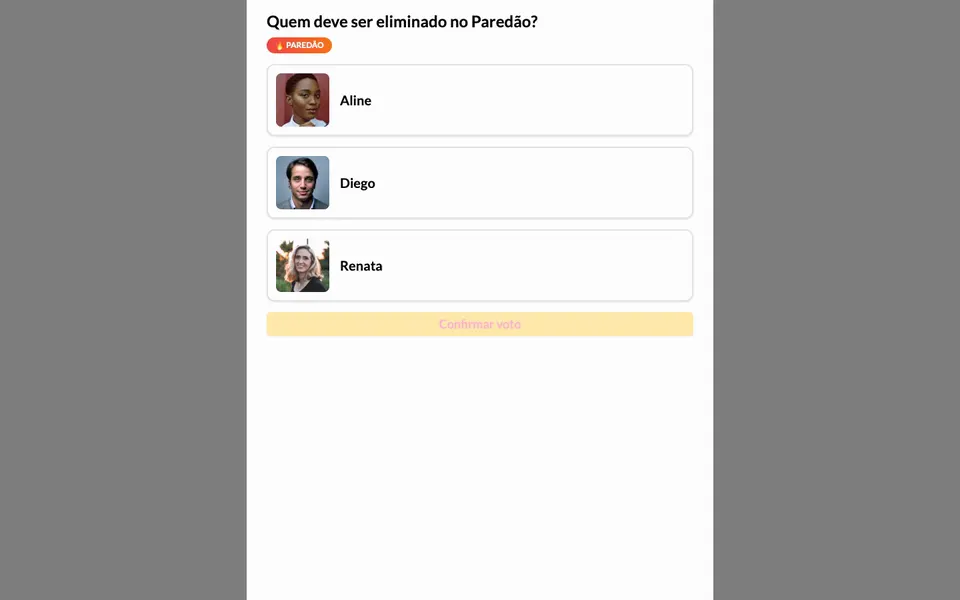 Quem deve ser eliminado no Paredão?
🔥 PAREDÃO
Aline
Diego
Renata
Confirmar voto